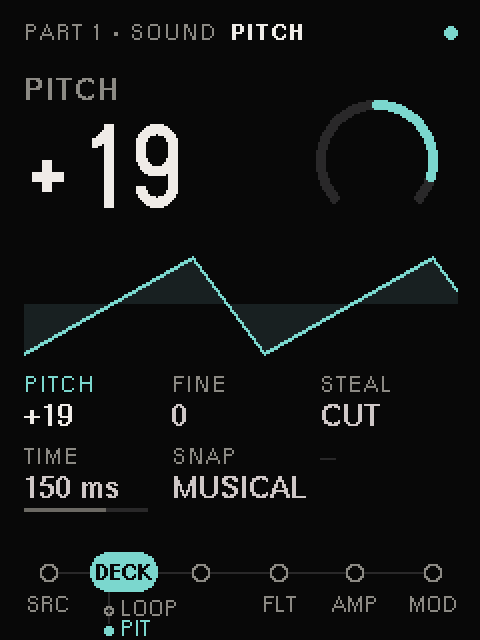 PART 1 · SOUND PITCH
PITCH
+19
PITCH FINE STEAL
+19 0 CUT
TIME SNAP –
150 ms MUSICAL
DECK
SRC LOOP FLT AMP MOD
PIT